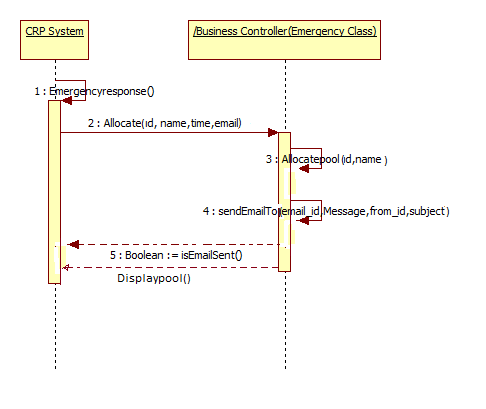 CRP System
/Business Controller(Emergency Class)
1 : Emergencyresponse()
2 : Allocate(id, name,time,email)
3 : Allocatepool(id,name )
4 : sendEmailTo(email_id,Message,from_id,subject)
5 : Boolean := isEmailSent()
Displaypool()